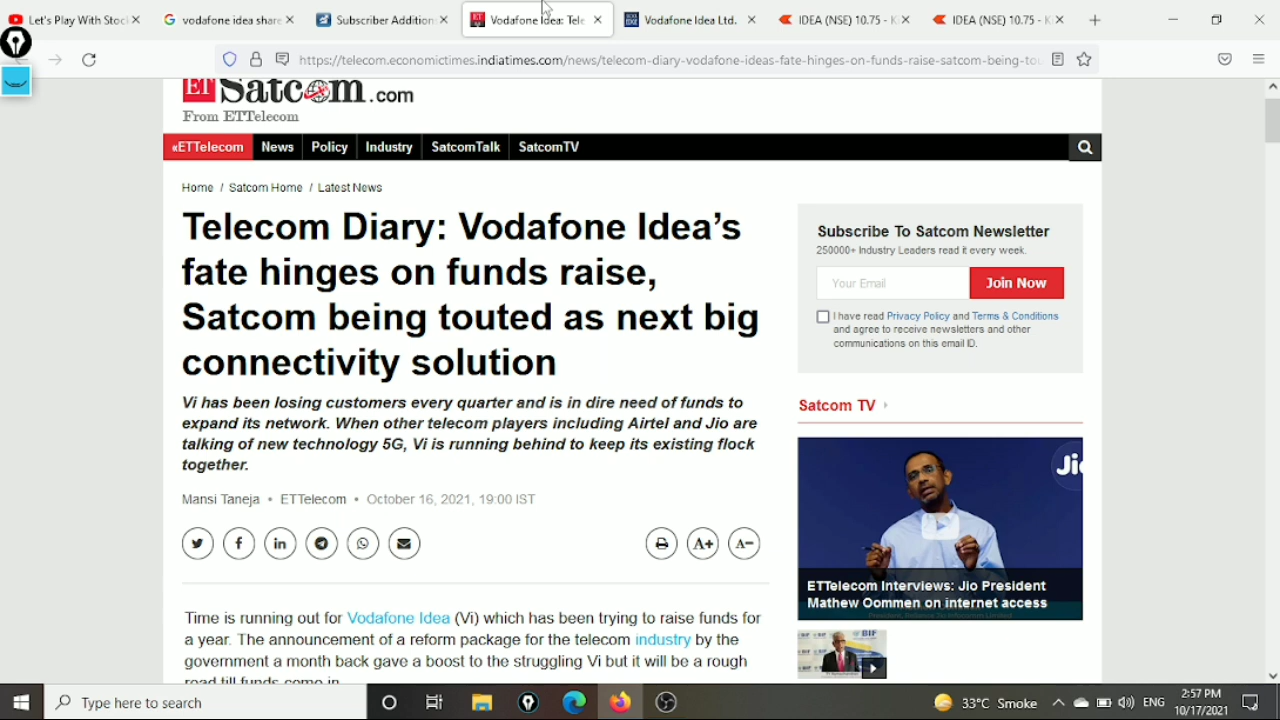 Let's Play With Stoc
vodafone idea share
Subscriber Addition
Vodafone Idea: Tele
Vodafone Idea Ltd.
IDEA (NSE) 10.75 - K
IDEA (NSE) 10.75 - K
https://telecom.economictimes.indiatimes.com/news/telecom-diary-vodafone-ideas-fate-hinges-on-funds-raise-satcom-being-tou
ET Satcom.com
From ETTelecom
«ETTelecom News Policy Industry SatcomTalk SatcomTV
Home / Satcom Home / Latest News
Telecom Diary: Vodafone Idea’s
fate hinges on funds raise,
Satcom being touted as next big
connectivity solution
Vi has been losing customers every quarter and is in dire need of funds to
expand its network. When other telecom players including Airtel and Jio are
talking of new technology 5G, Vi is running behind to keep its existing flock
together.
Mansi Taneja • ETTelecom • October 16, 2021, 19:00 IST
A+ A-
Time is running out for Vodafone Idea (Vi) which has been trying to raise funds for
a year. The announcement of a reform package for the telecom industry by the
government a month back gave a boost to the struggling Vi but it will be a rough
road till funds come in.
Subscribe To Satcom Newsletter
250000+ Industry Leaders read it every week.
Your Email
Join Now
I have read Privacy Policy and Terms & Conditions
and agree to receive newsletters and other
communications on this email ID.
Satcom TV
Jio
ETTelecom Interviews: Jio President
Mathew Oommen on internet access
BIF
BIF
Type here to search
33°C Smoke
ENG
2:57 PM
10/17/2021